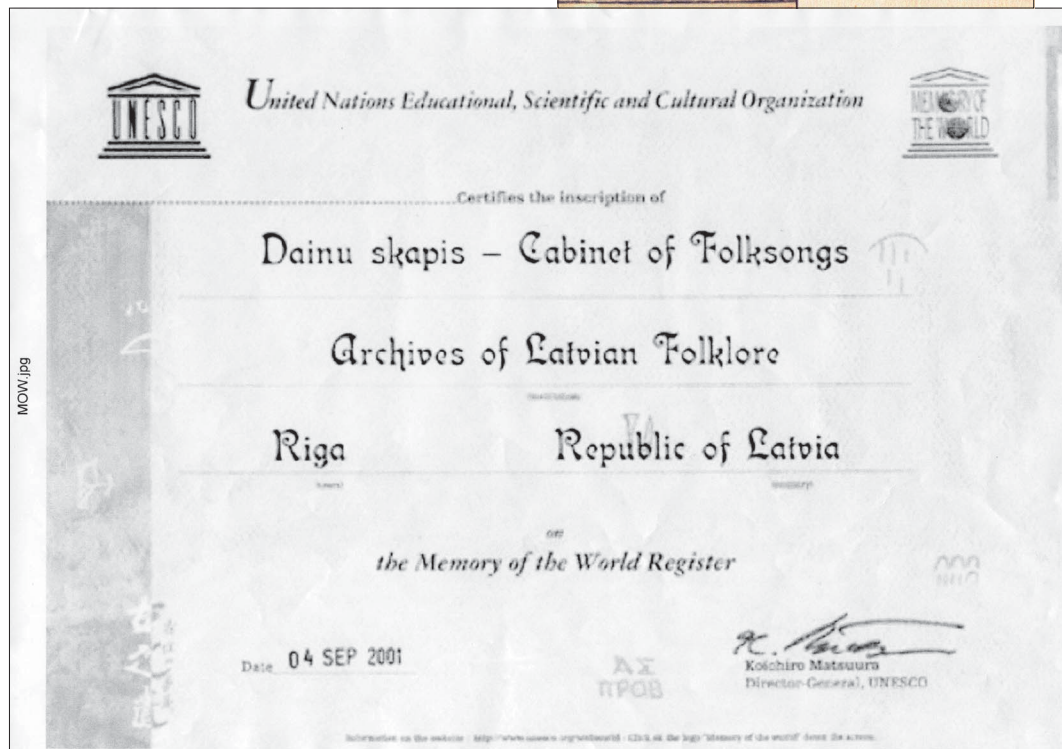 UNESCO
United Nations Educational, Scientific and Cultural Organization
MEMORY OF
THE WORLD
Certifies the inscription of
Dainu skapis – Cabinet of Folksongs
Archives of Latvian Folklore
Riga Republic of Latvia
on
the Memory of the World Register
Date 04 SEP 2001
Koichiro Matsuura
Director-General, UNESCO
ΠΡΟΒ
MOW.jpg